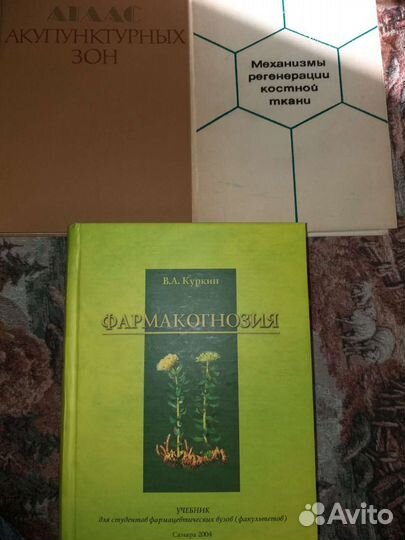 АТЛАС
АКУПУНКТУРНЫХ
ЗОН
Механизмы
регенерации
костной
ткани
В.А. Куркин
ФАРМАКОГНОЗИЯ
УЧЕБНИК
для студентов фармацевтических вузов (факультетов)
Самара 2004
Avito